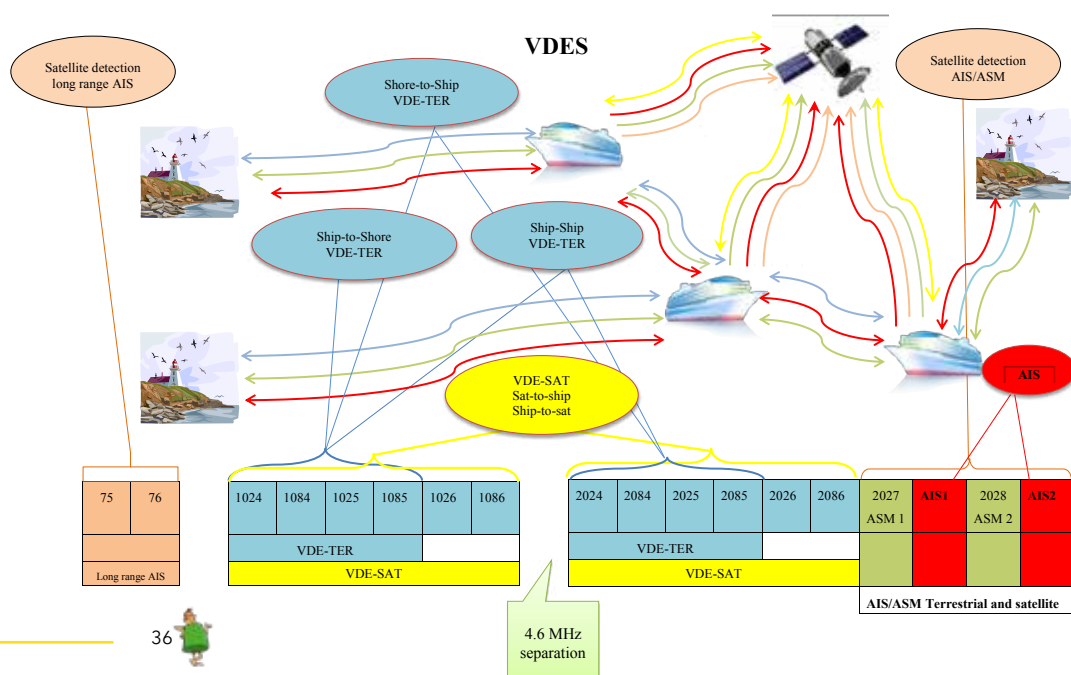 VDES
Satellite detection
long range AIS
Shore-to-Ship
VDE-TER
Satellite detection
AIS/ASM
Ship-to-Shore
VDE-TER
Ship-Ship
VDE-TER
VDE-SAT
Sat-to-ship
Ship-to-sat
AIS
75 76
1024 1084 1025 1085 1026 1086
2024 2084 2025 2085 2026 2086
2027 AIS1 2028 AIS2
ASM 1 ASM 2
VDE-TER
VDE-TER
Long range AIS
VDE-SAT
VDE-SAT
AIS/ASM Terrestrial and satellite
4.6 MHz
separation
36